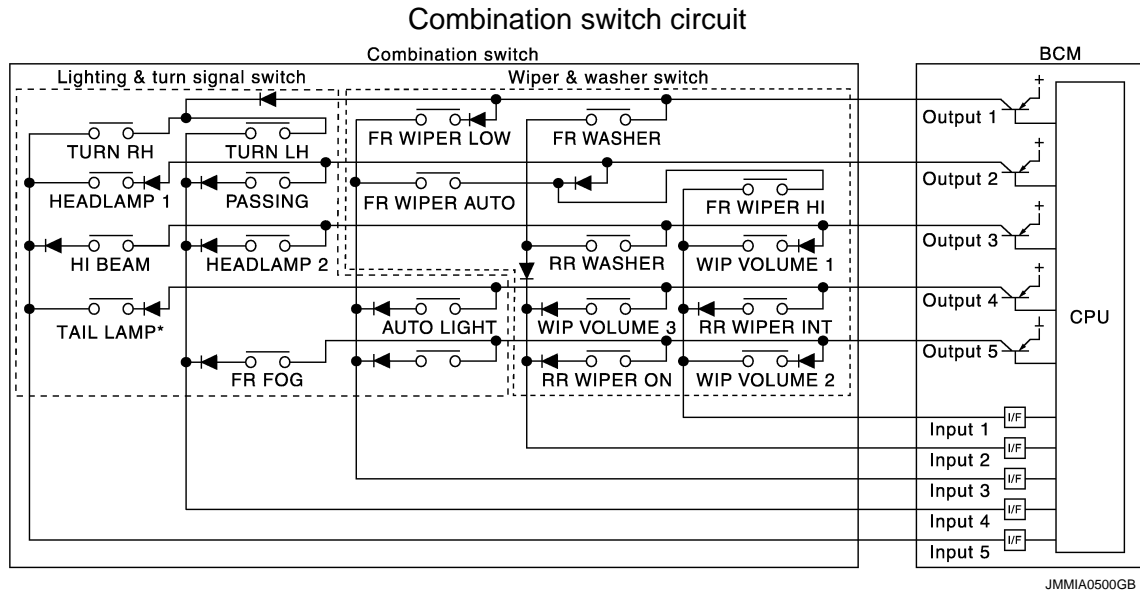 Combination switch circuit
Combination switch
BCM
Lighting & turn signal switch
Wiper & washer switch
Output 1
TURN RH
TURN LH
FR WIPER LOW
FR WASHER
Output 2
HEADLAMP 1
PASSING
FR WIPER AUTO
FR WIPER HI
Output 3
HI BEAM
HEADLAMP 2
RR WASHER
WIP VOLUME 1
Output 4
TAIL LAMP*
AUTO LIGHT
WIP VOLUME 3
RR WIPER INT
CPU
Output 5
FR FOG
RR WIPER ON
WIP VOLUME 2
+
+
+
+
+
Input 1
I/F
Input 2
I/F
Input 3
I/F
Input 4
I/F
Input 5
I/F
JMMIA0500GB